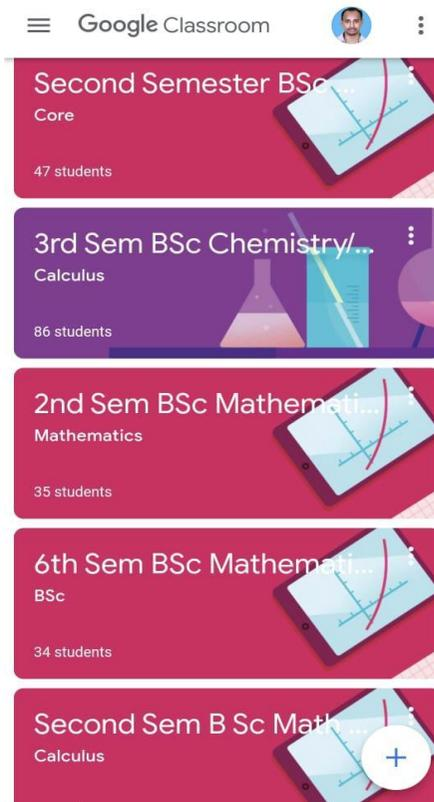 Google Classroom
Second Semester BSc ...
Core
47 students
3rd Sem BSc Chemistry/...
Calculus
86 students
2nd Sem BSc Mathemati...
Mathematics
35 students
6th Sem BSc Mathemati...
BSc
34 students
Second Sem B Sc Math ...
Calculus